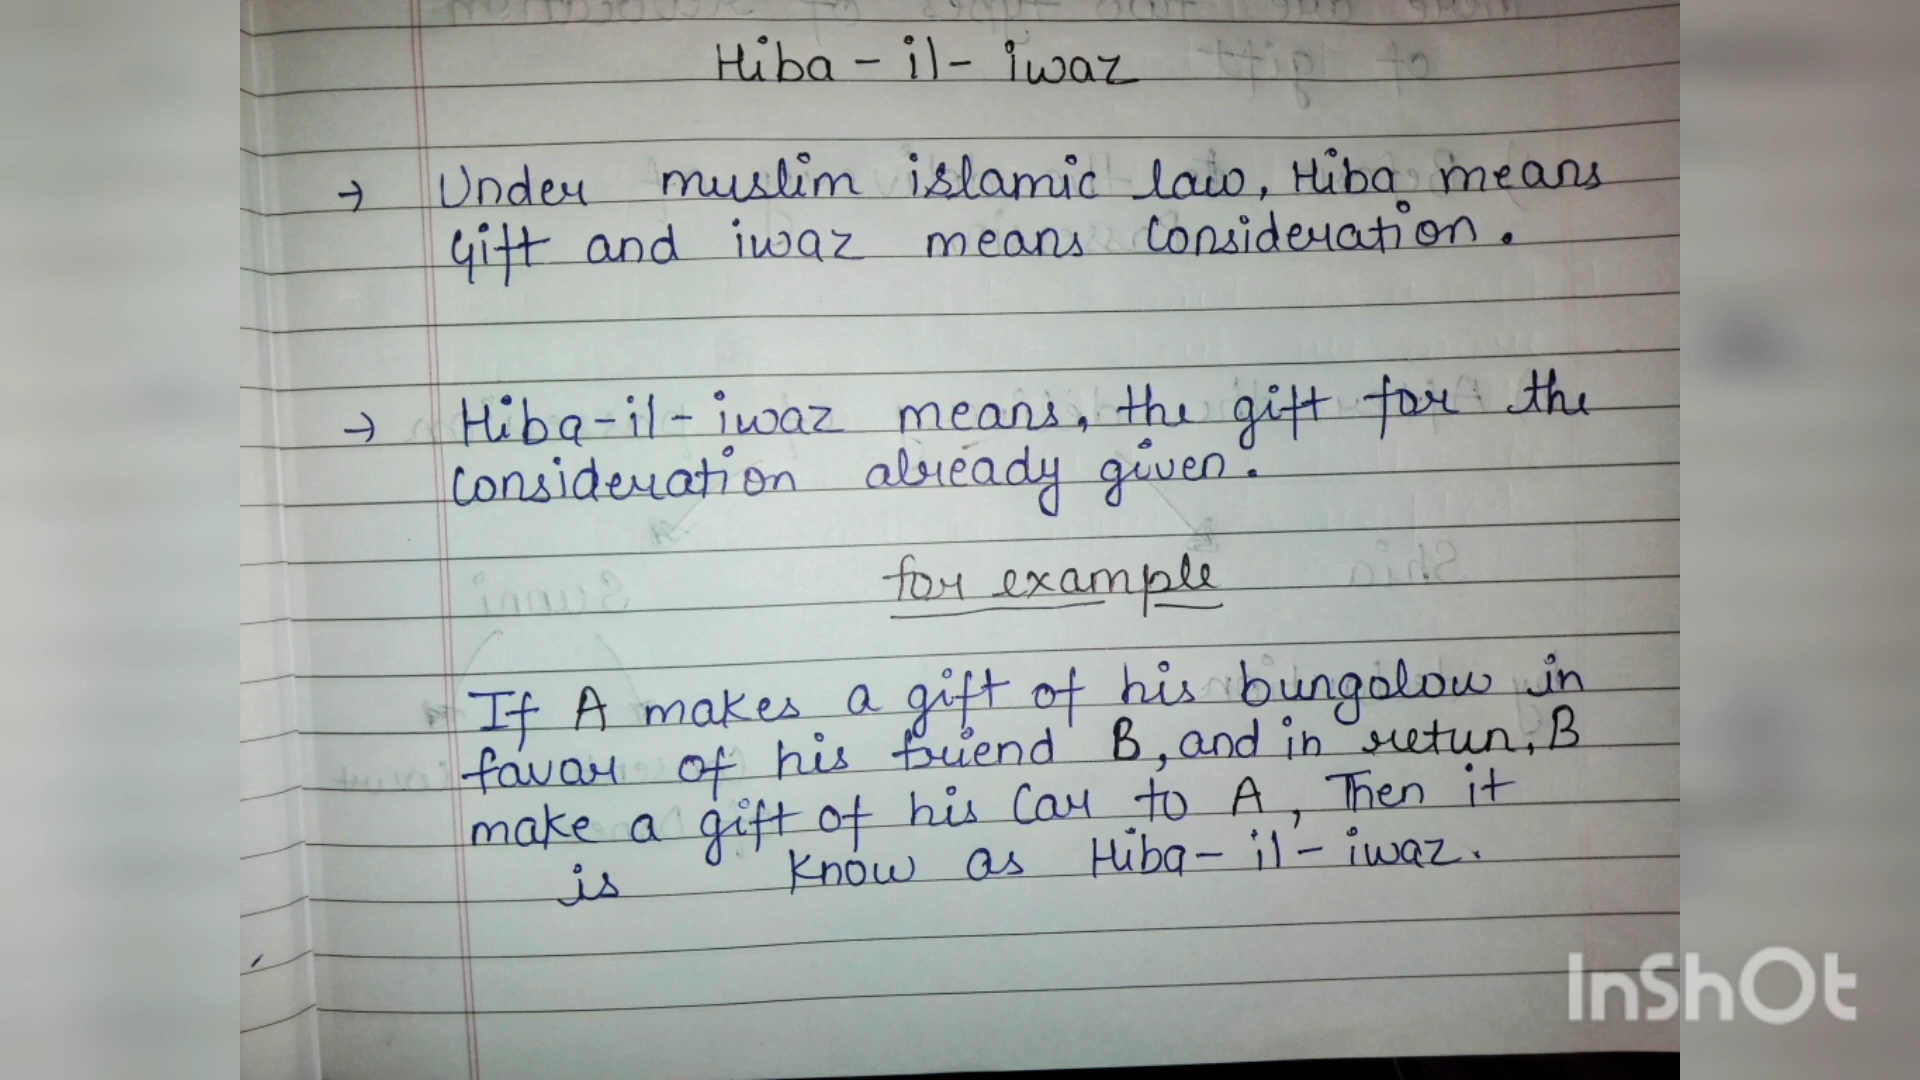 Hiba - il - iwaz
→ Under muslim islamic law, Hiba means
gift and iwaz means consideration.
→ Hiba-il-iwaz means, the gift for the
consideration already given.
for example
If A makes a gift of his bungolow in
favar of his friend B, and in retun, B
make a gift of his Car to A, Then it
is know as Hiba-il-iwaz.
InShOt